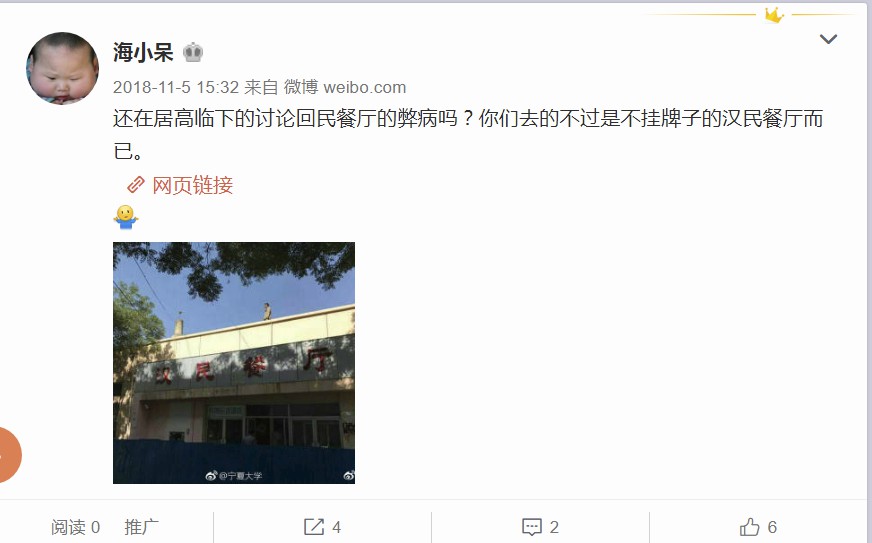 海小呆
2018-11-5 15:32 来自 微博 weibo.com
还在居高临下的讨论回民餐厅的弊病吗？你们去的不过是不挂牌子的汉民餐厅而
已。
网页链接
汉民餐厅
@宁夏大学
阅读 0 推广 4 2 6